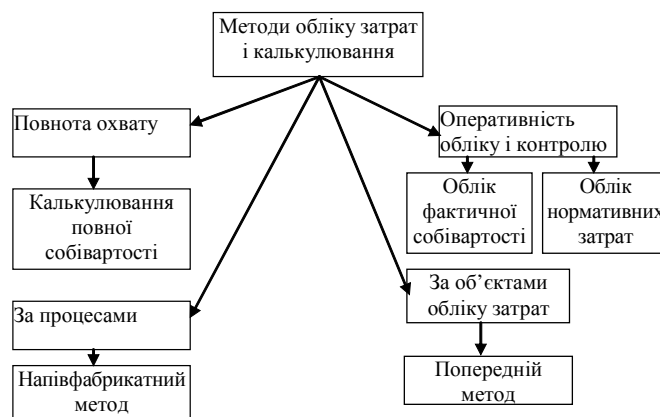 Методи обліку затрат
і калькулювання
Повнота охвату
Оперативність
обліку і контролю
Калькулювання
повної
собівартості
Облік
фактичної
собівартості
Облік
нормативних
затрат
За процесами
За об’єктами
обліку затрат
Напівфабрикатний
метод
Попередній
метод